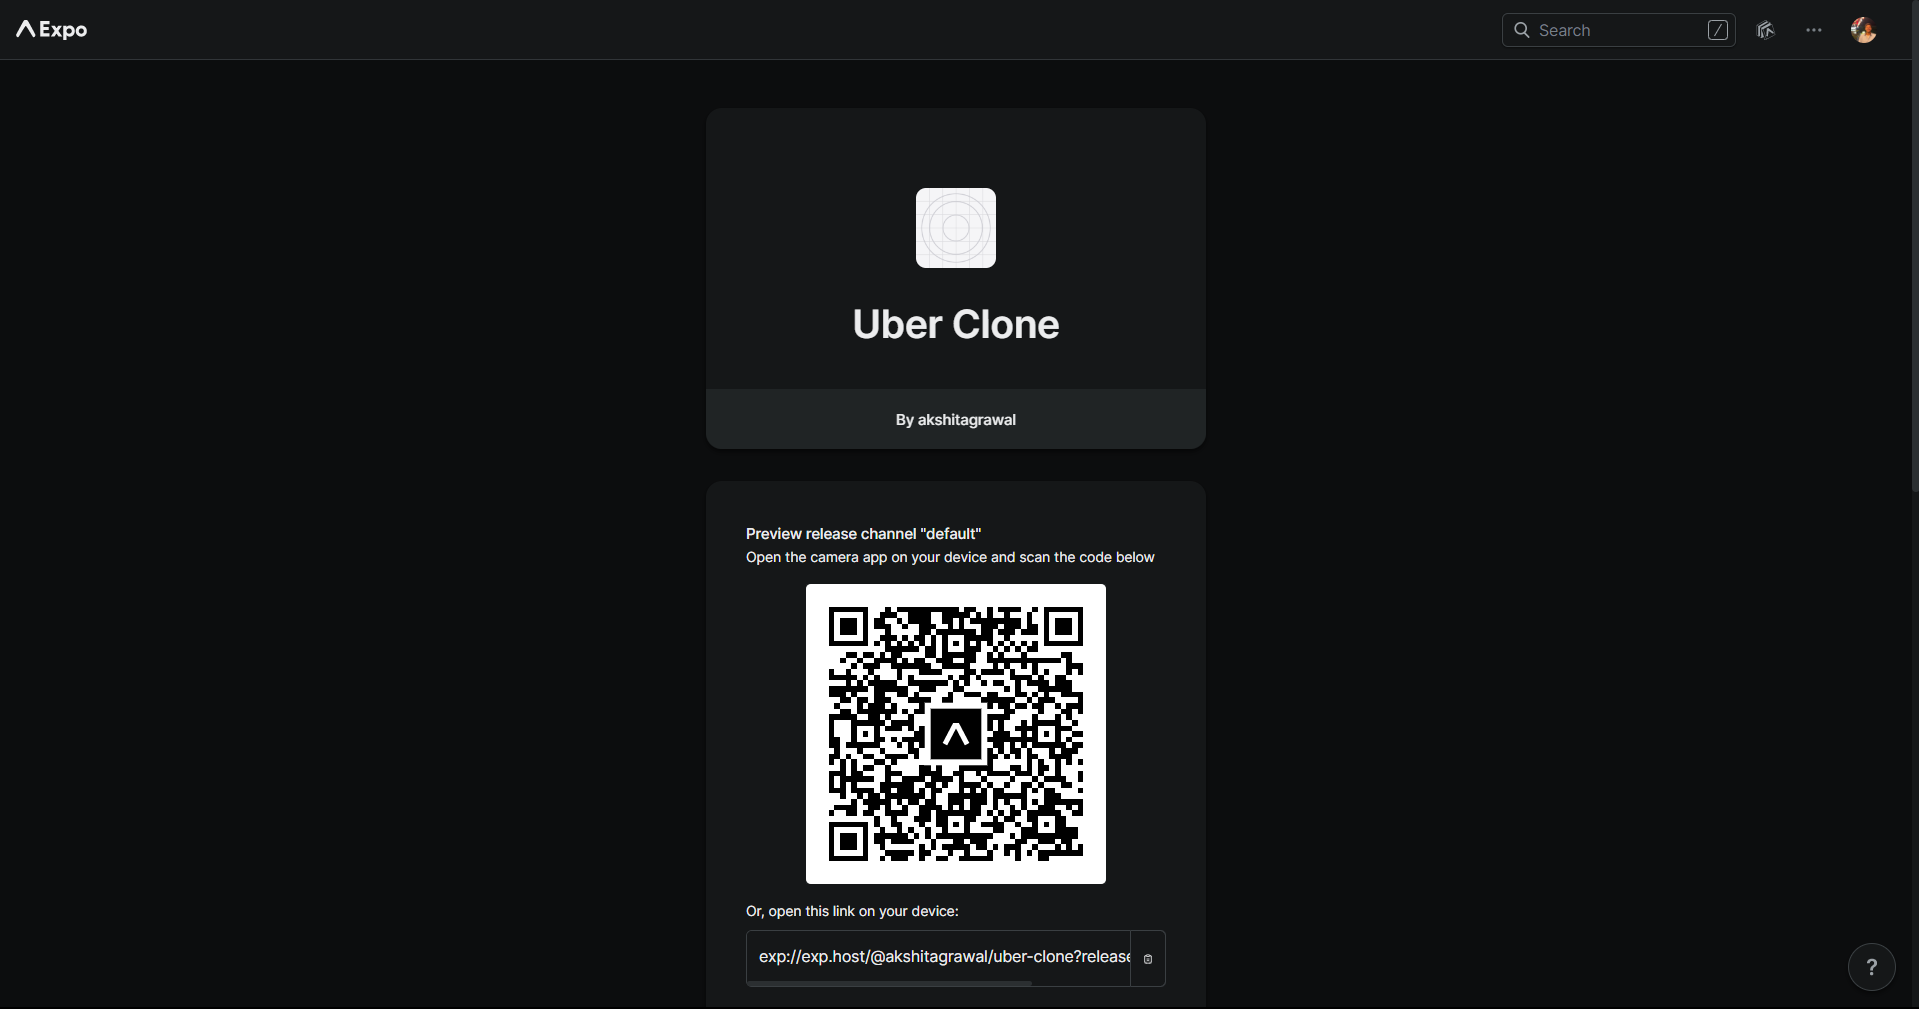 Expo
Search
/
Uber Clone
By akshitagrawal
Preview release channel "default"
Open the camera app on your device and scan the code below
Or, open this link on your device:
exp://exp.host/@akshitagrawal/uber-clone?release
?